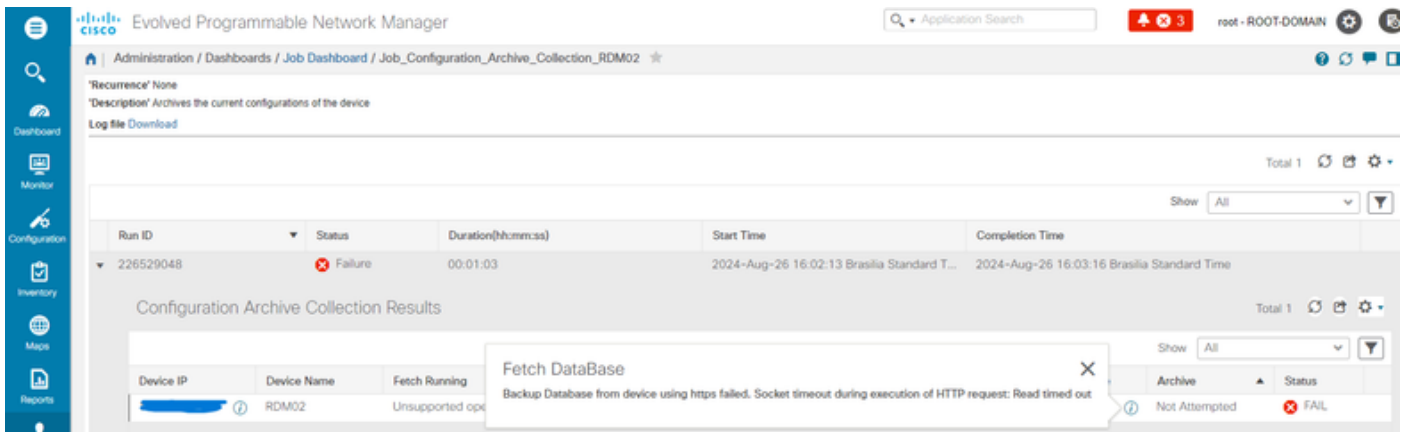 cisco Evolved Programmable Network Manager
Application Search
3
root - ROOT-DOMAIN
Administration / Dashboards / Job Dashboard / Job_Configuration_Archive_Collection_RDM02
'Recurrence' None
'Description' Archives the current configurations of the device
Log file Download
Dashboard
Monitor
Configuration
Inventory
Maps
Reports
Total 1
Show All
Run ID Status Duration(hh:mm:ss) Start Time Completion Time
226529048 Failure 00:01:03 2024-Aug-26 16:02:13 Brasilia Standard T... 2024-Aug-26 16:03:16 Brasilia Standard Time
Configuration Archive Collection Results Total 1
Show All
Fetch DataBase
Backup Database from device using https failed. Socket timeout during execution of HTTP request: Read timed out
Device IP Device Name Fetch Running Archive Status
RDM02 Unsupported ope Not Attempted FAIL